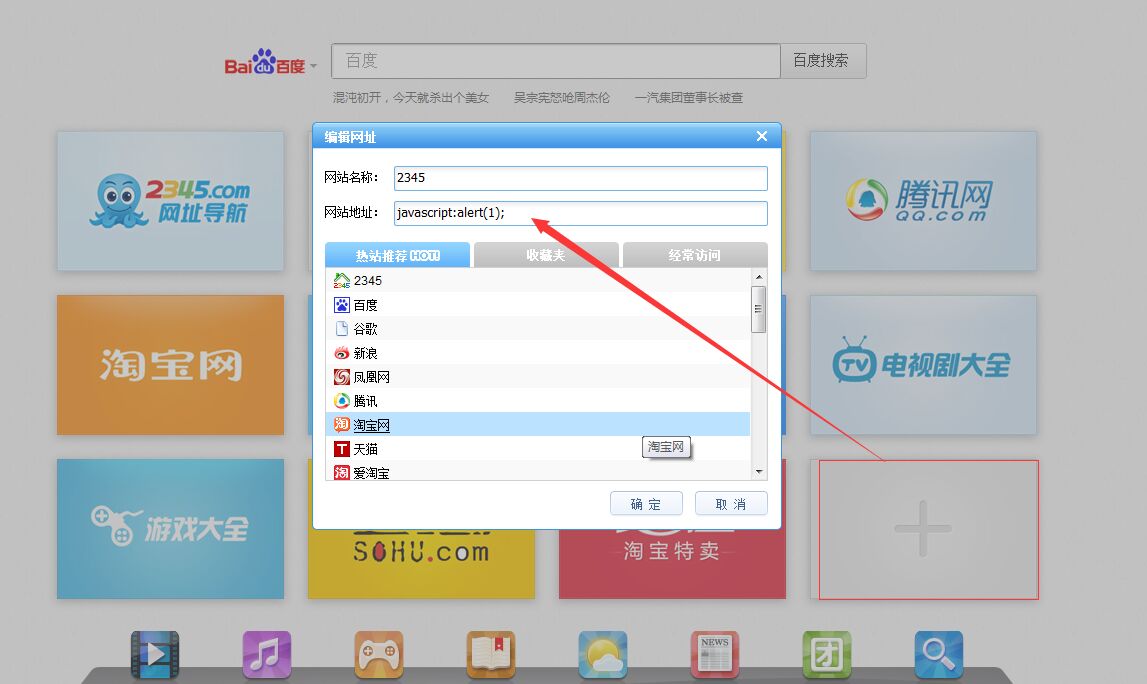 Bai du 百度
百度
百度搜索
混沌初开，今天就杀出个美女 吴宗宪怒呛周杰伦 一汽集团董事长被查
编辑网址
网站名称：
2345
网站地址：
javascript:alert(1);
热站推荐 HOT! 收藏夹 经常访问
2345
百度
谷歌
新浪
凤凰网
腾讯
淘 淘宝网
T 天猫
淘 爱淘宝
淘宝网
确 定 取 消
2345.com
网址导航
腾讯网
QQ.com
淘宝网
TV 电视剧大全
游戏大全
SOHU.com
淘宝特卖
NEWS
团